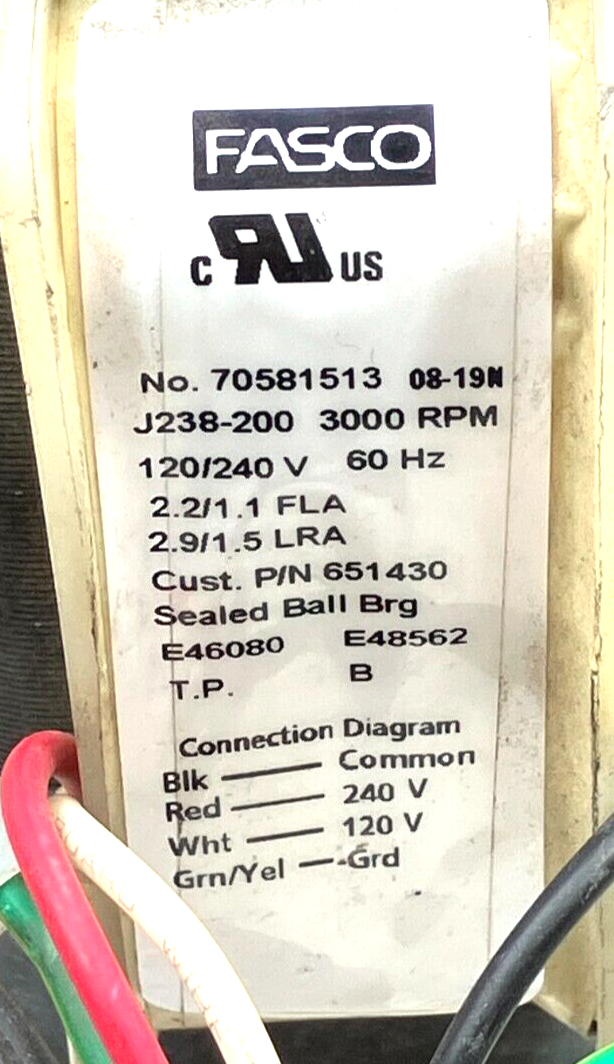 FASCO
C RU US
No. 70581513 08-19N
J238-200 3000 RPM
120/240 V 60 Hz
2.2/1.1 FLA
2.9/1.5 LRA
Cust. P/N 651430
Sealed Ball Brg
E46080 E48562
T.P. B
Connection Diagram
Blk Common
Red 240 V
Wht 120 V
Grn/Yel Grd